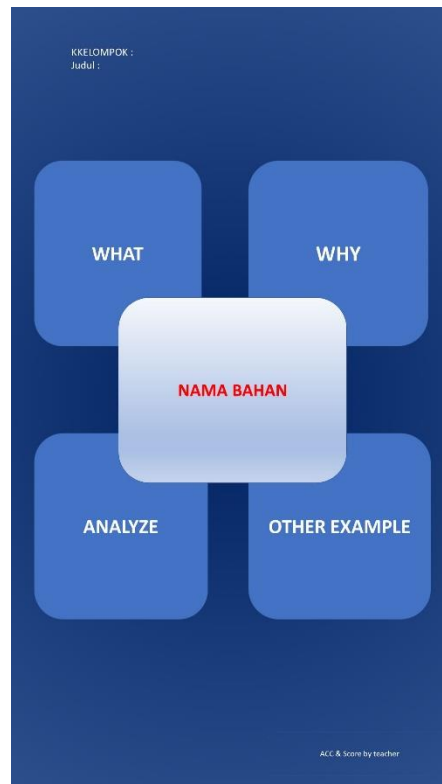 KKELOMPOK :
Judul :
WHAT
WHY
NAMA BAHAN
ANALYZE
OTHER EXAMPLE
ACC & Score by teacher